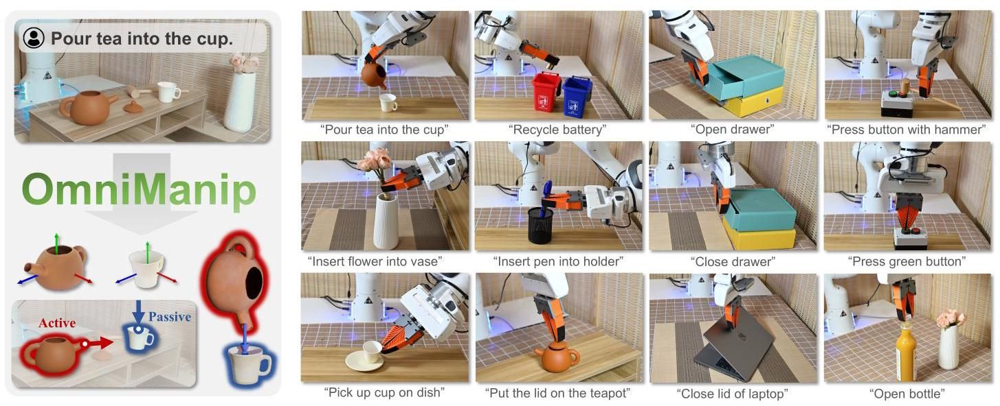 Pour tea into the cup.
OmniManip
Active
Passive
“Pour tea into the cup”
“Recycle battery”
“Open drawer”
“Press button with hammer”
“Insert flower into vase”
“Insert pen into holder”
“Close drawer”
“Press green button”
“Pick up cup on dish”
“Put the lid on the teapot”
“Close lid of laptop”
“Open bottle”